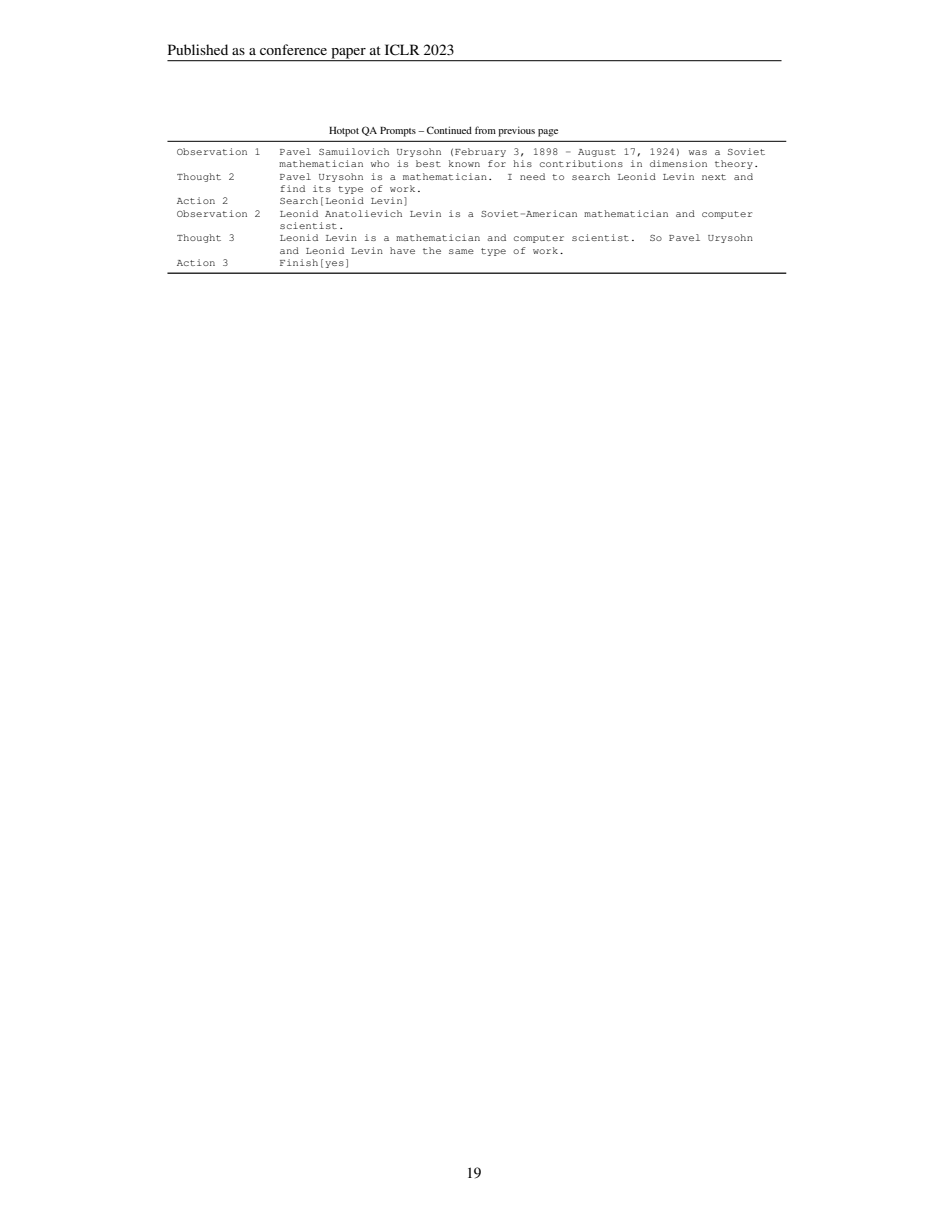 Published as a conference paper at ICLR 2023
Hotpot QA Prompts – Continued from previous page
Observation 1 Pavel Samuilovich Urysohn (February 3, 1898 – August 17, 1924) was a Soviet
mathematician who is best known for his contributions in dimension theory.
Thought 2 Pavel Urysohn is a mathematician. I need to search Leonid Levin next and
find its type of work.
Action 2 Search[Leonid Levin]
Observation 2 Leonid Anatolievich Levin is a Soviet-American mathematician and computer
scientist.
Thought 3 Leonid Levin is a mathematician and computer scientist. So Pavel Urysohn
and Leonid Levin have the same type of work.
Action 3 Finish[yes]
19